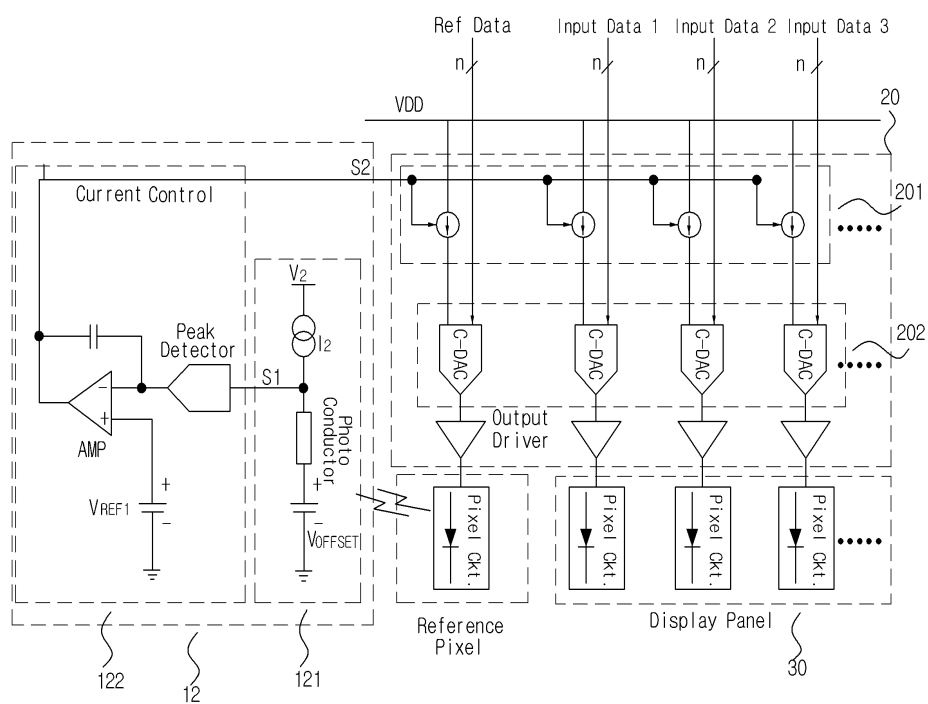 Ref Data
Input Data 1
Input Data 2
Input Data 3
n
n
n
n
VDD
20
S2
Current Control
201
V2
I2
Peak
Detector
S1
C-DAC
C-DAC
C-DAC
C-DAC
202
Photo
Conductor
Output
Driver
−
+
AMP
+
VREF1
−
+
−
VOFFSET
Pixel Ckt.
Pixel Ckt.
Pixel Ckt.
Pixel Ckt.
Reference
Pixel
Display Panel
122
12
121
30